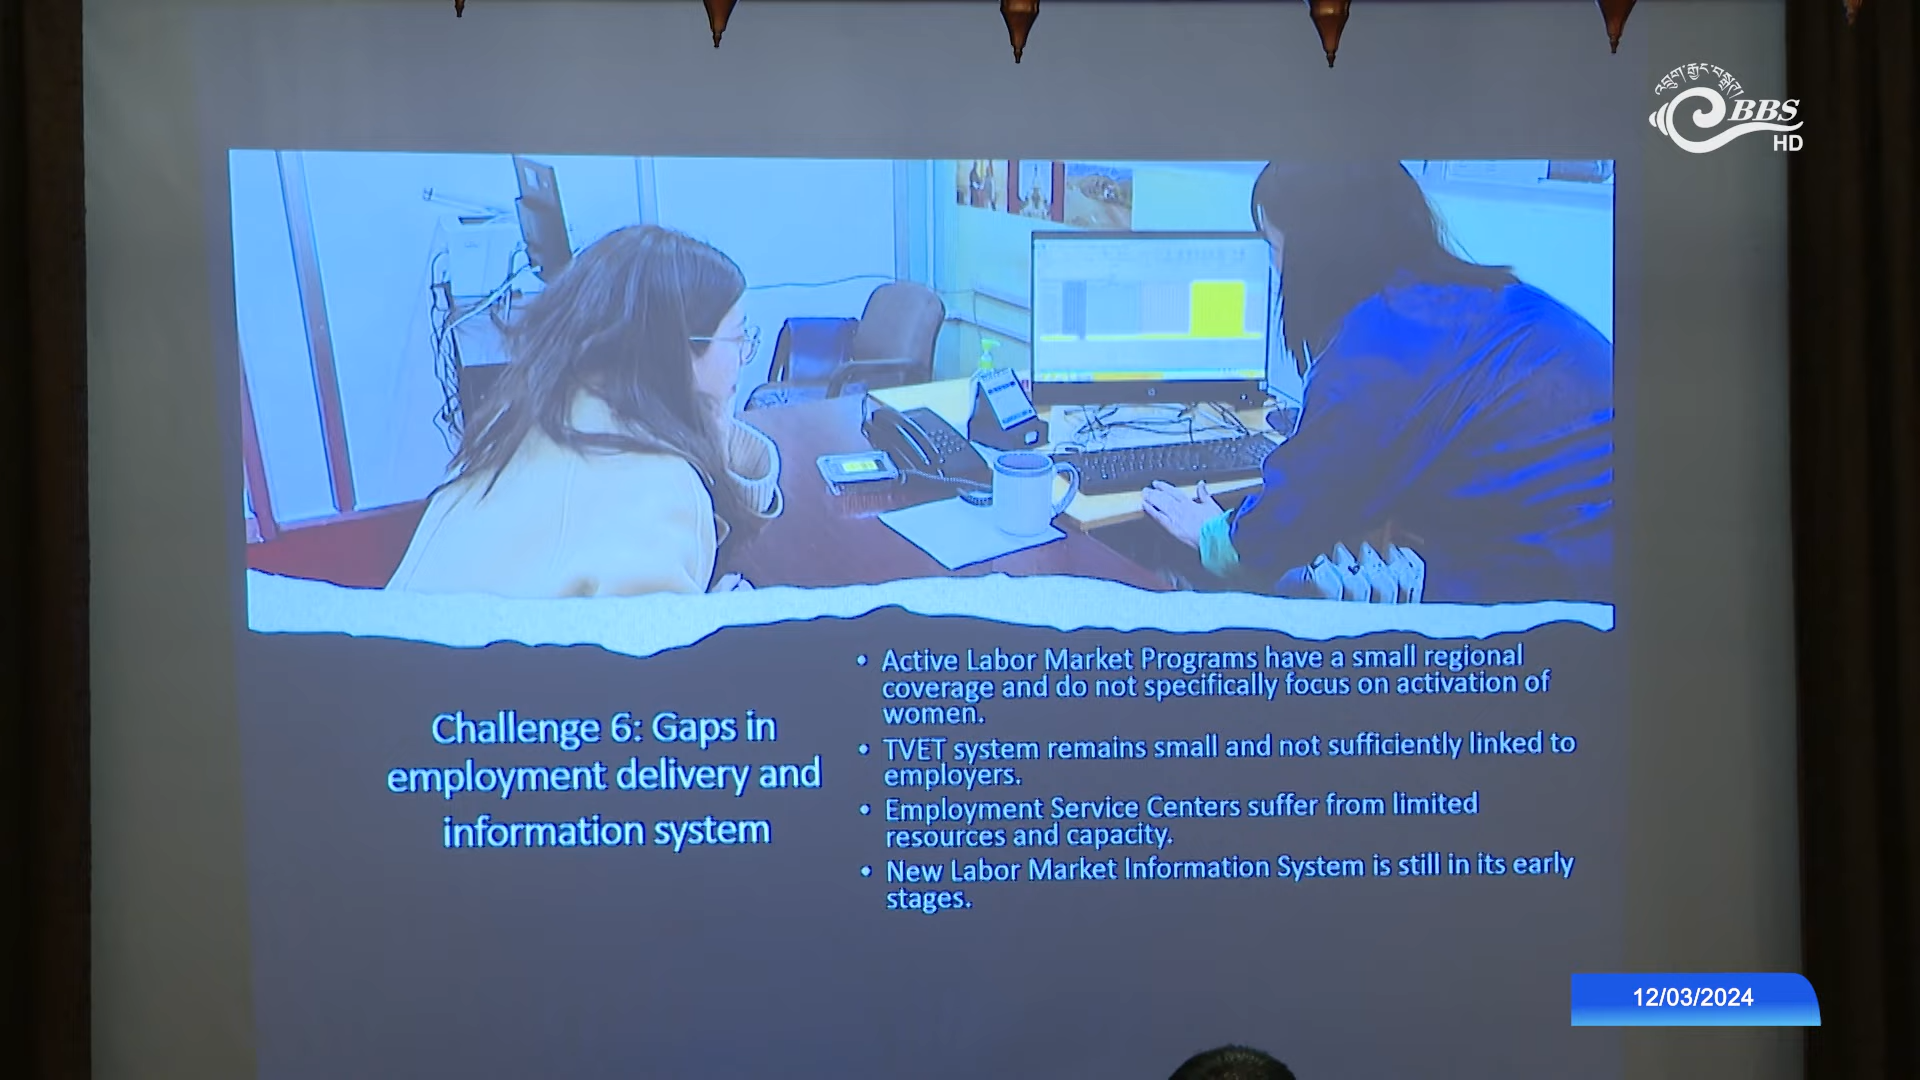 འབྲུག་རྒྱང་བསྒྲགས།
BBS
HD
Challenge 6: Gaps in
employment delivery and
information system
• Active Labor Market Programs have a small regional
coverage and do not specifically focus on activation of
women.
• TVET system remains small and not sufficiently linked to
employers.
• Employment Service Centers suffer from limited
resources and capacity.
• New Labor Market Information System is still in its early
stages.
12/03/2024